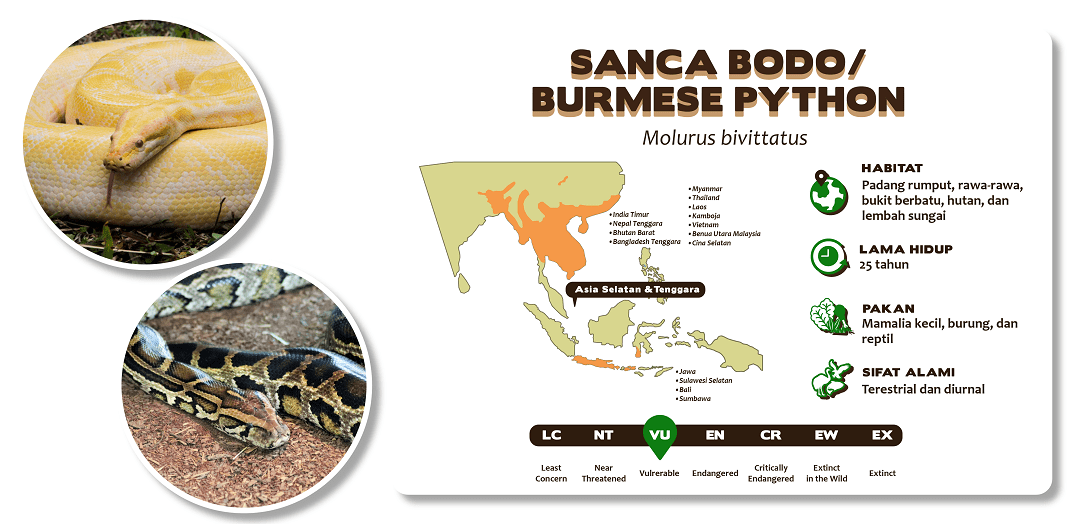 SANCA BODO/
BURMESE PYTHON
Molurus bivittatus
• India Timur
• Nepal Tenggara
• Bhutan Barat
• Bangladesh Tenggara
• Myanmar
• Thailand
• Laos
• Kamboja
• Vietnam
• Benua Utara Malaysia
• Cina Selatan
Asia Selatan & Tenggara
• Jawa
• Sulawesi Selatan
• Bali
• Sumbawa
HABITAT
Padang rumput, rawa-rawa,
bukit berbatu, hutan, dan
lembah sungai
LAMA HIDUP
25 tahun
PAKAN
Mamalia kecil, burung, dan
reptil
SIFAT ALAMI
Terestrial dan diurnal
LC NT VU EN CR EW EX
Least Concern
Near Threatened
Vulrerable
Endangered
Critically Endangered
Extinct in the Wild
Extinct